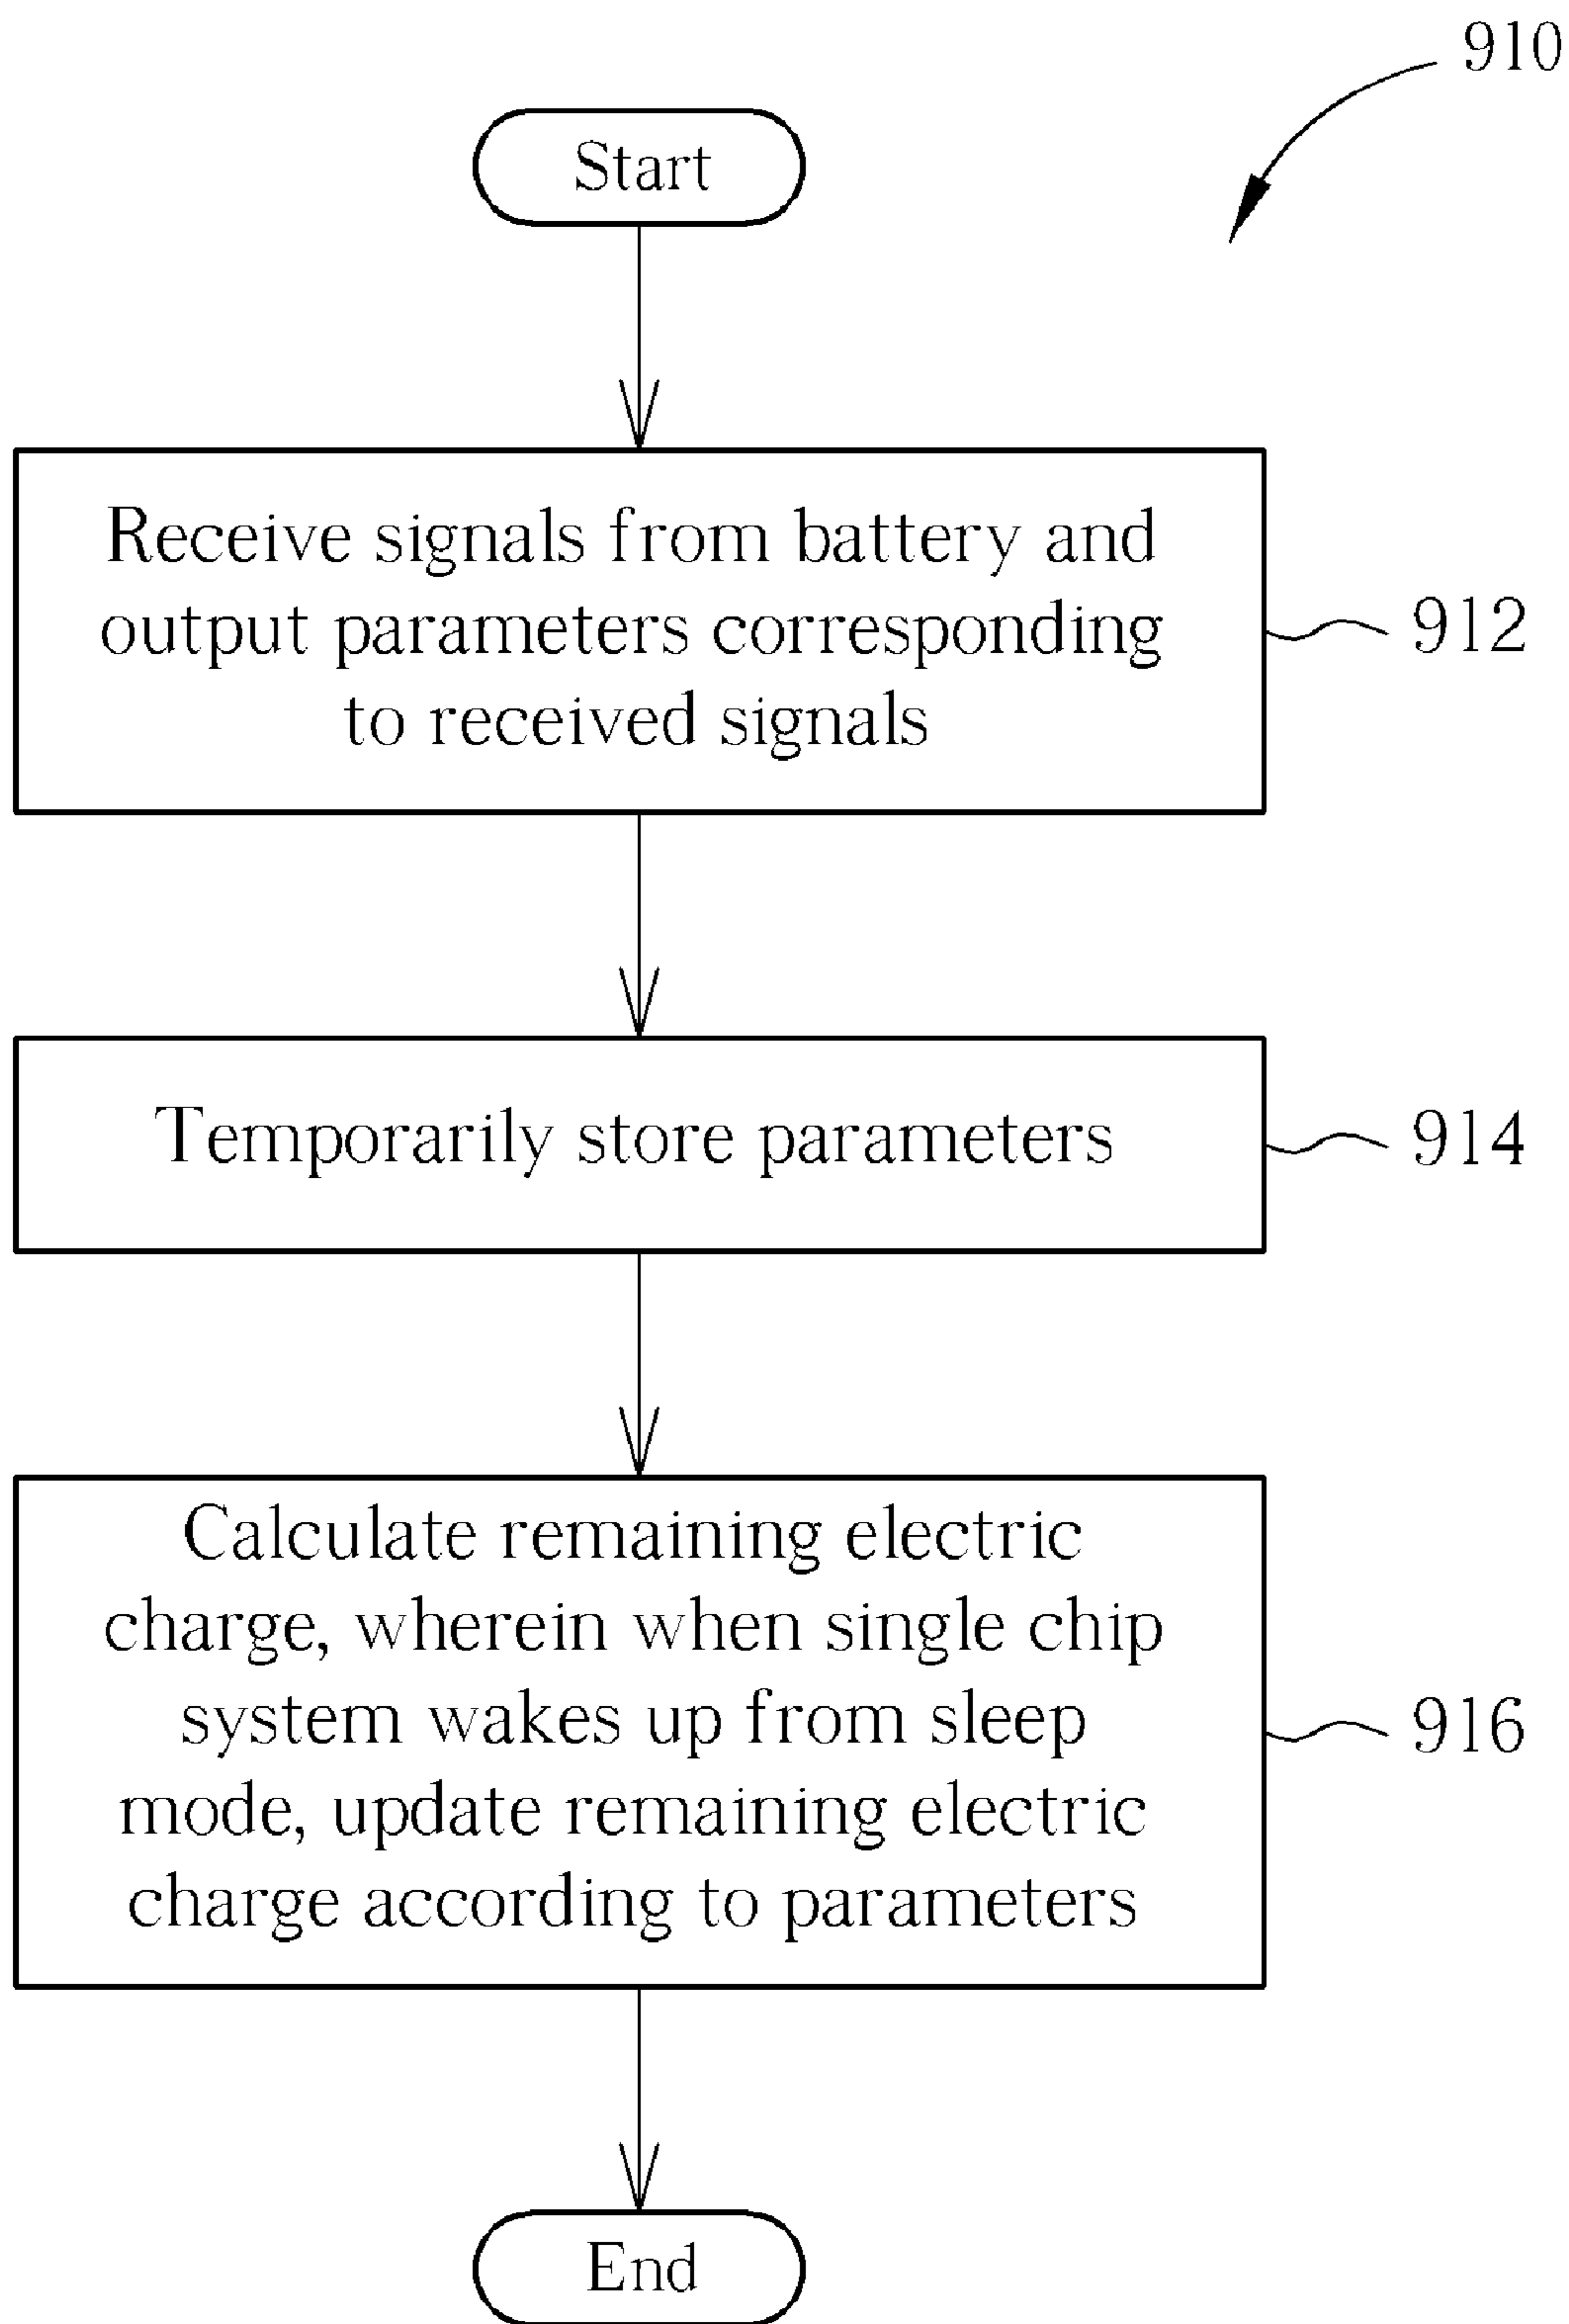 910
Start
Receive signals from battery and
output parameters corresponding
to received signals
912
Temporarily store parameters
914
Calculate remaining electric
charge, wherein when single chip
system wakes up from sleep
mode, update remaining electric
charge according to parameters
916
End